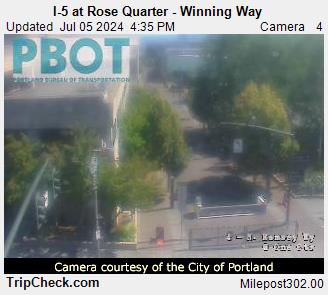 I-5 at Rose Quarter - Winning Way
Updated Jul 05 2024 4:35 PM Camera 4
PBOT
PORTLAND BUREAU OF TRANSPORTATION
Camera courtesy of the City of Portland
TripCheck.com Milepost302.00